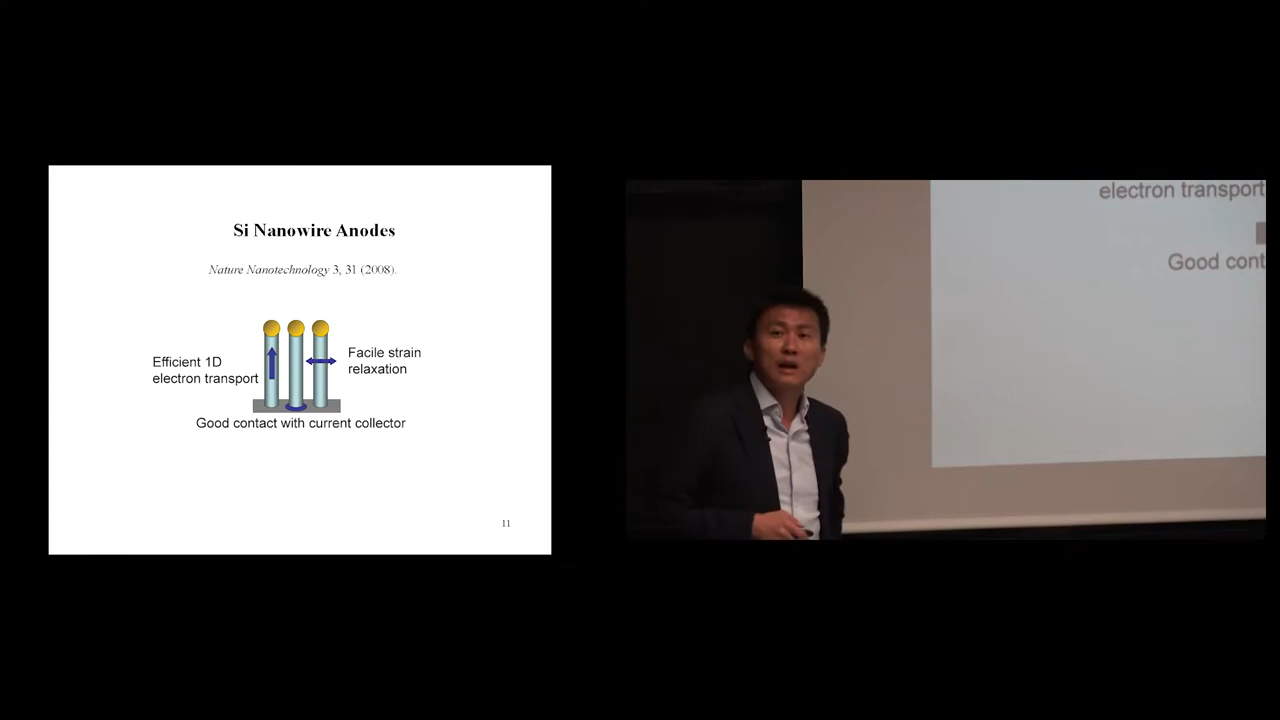 Si Nanowire Anodes
Nature Nanotechnology 3, 31 (2008).
Efficient 1D
electron transport
Facile strain
relaxation
Good contact with current collector
11
electron transport
Good cont